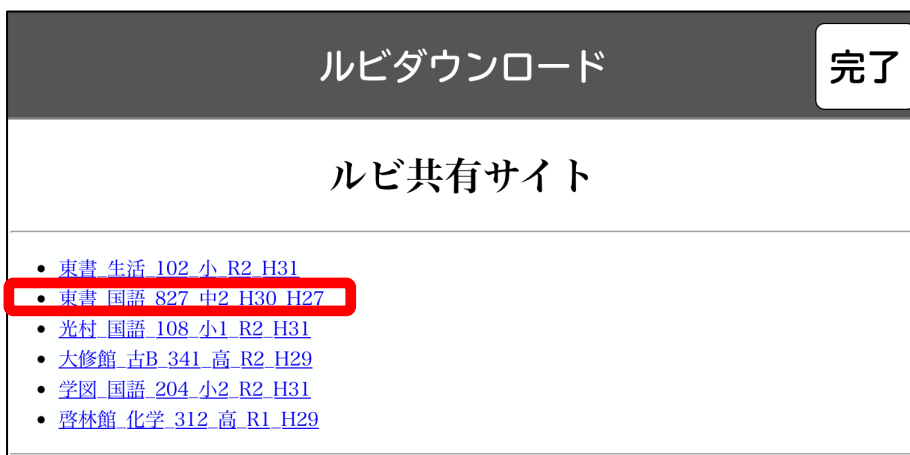 ルビダウンロード 完了
ルビ共有サイト
東書_生活_102_小_R2_H31
東書_国語_827_中2_H30_H27
光村_国語_108_小1_R2_H31
大修館_古B_341_高_R2_H29
学図_国語_204_小2_R2_H31
啓林館_化学_312_高_R1_H29